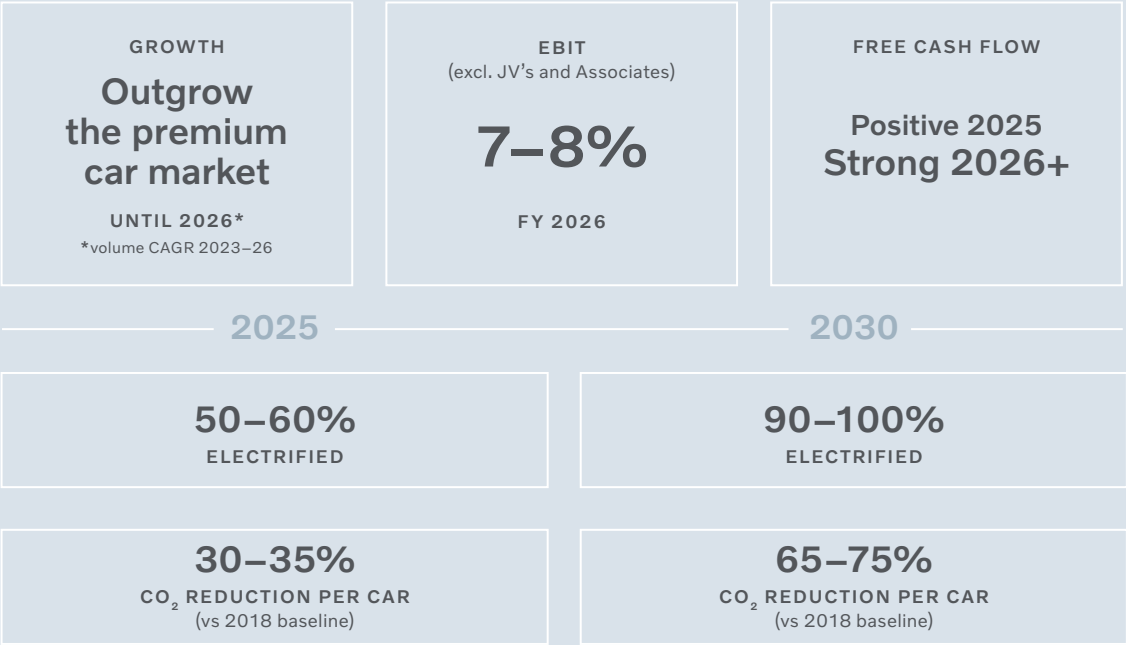 GROWTH
Outgrow
the premium
car market
UNTIL 2026*
*volume CAGR 2023–26
EBIT
(excl. JV’s and Associates)
7–8%
FY 2026
FREE CASH FLOW
Positive 2025
Strong 2026+
2025
2030
50–60%
ELECTRIFIED
90–100%
ELECTRIFIED
30–35%
CO₂ REDUCTION PER CAR
(vs 2018 baseline)
65–75%
CO₂ REDUCTION PER CAR
(vs 2018 baseline)